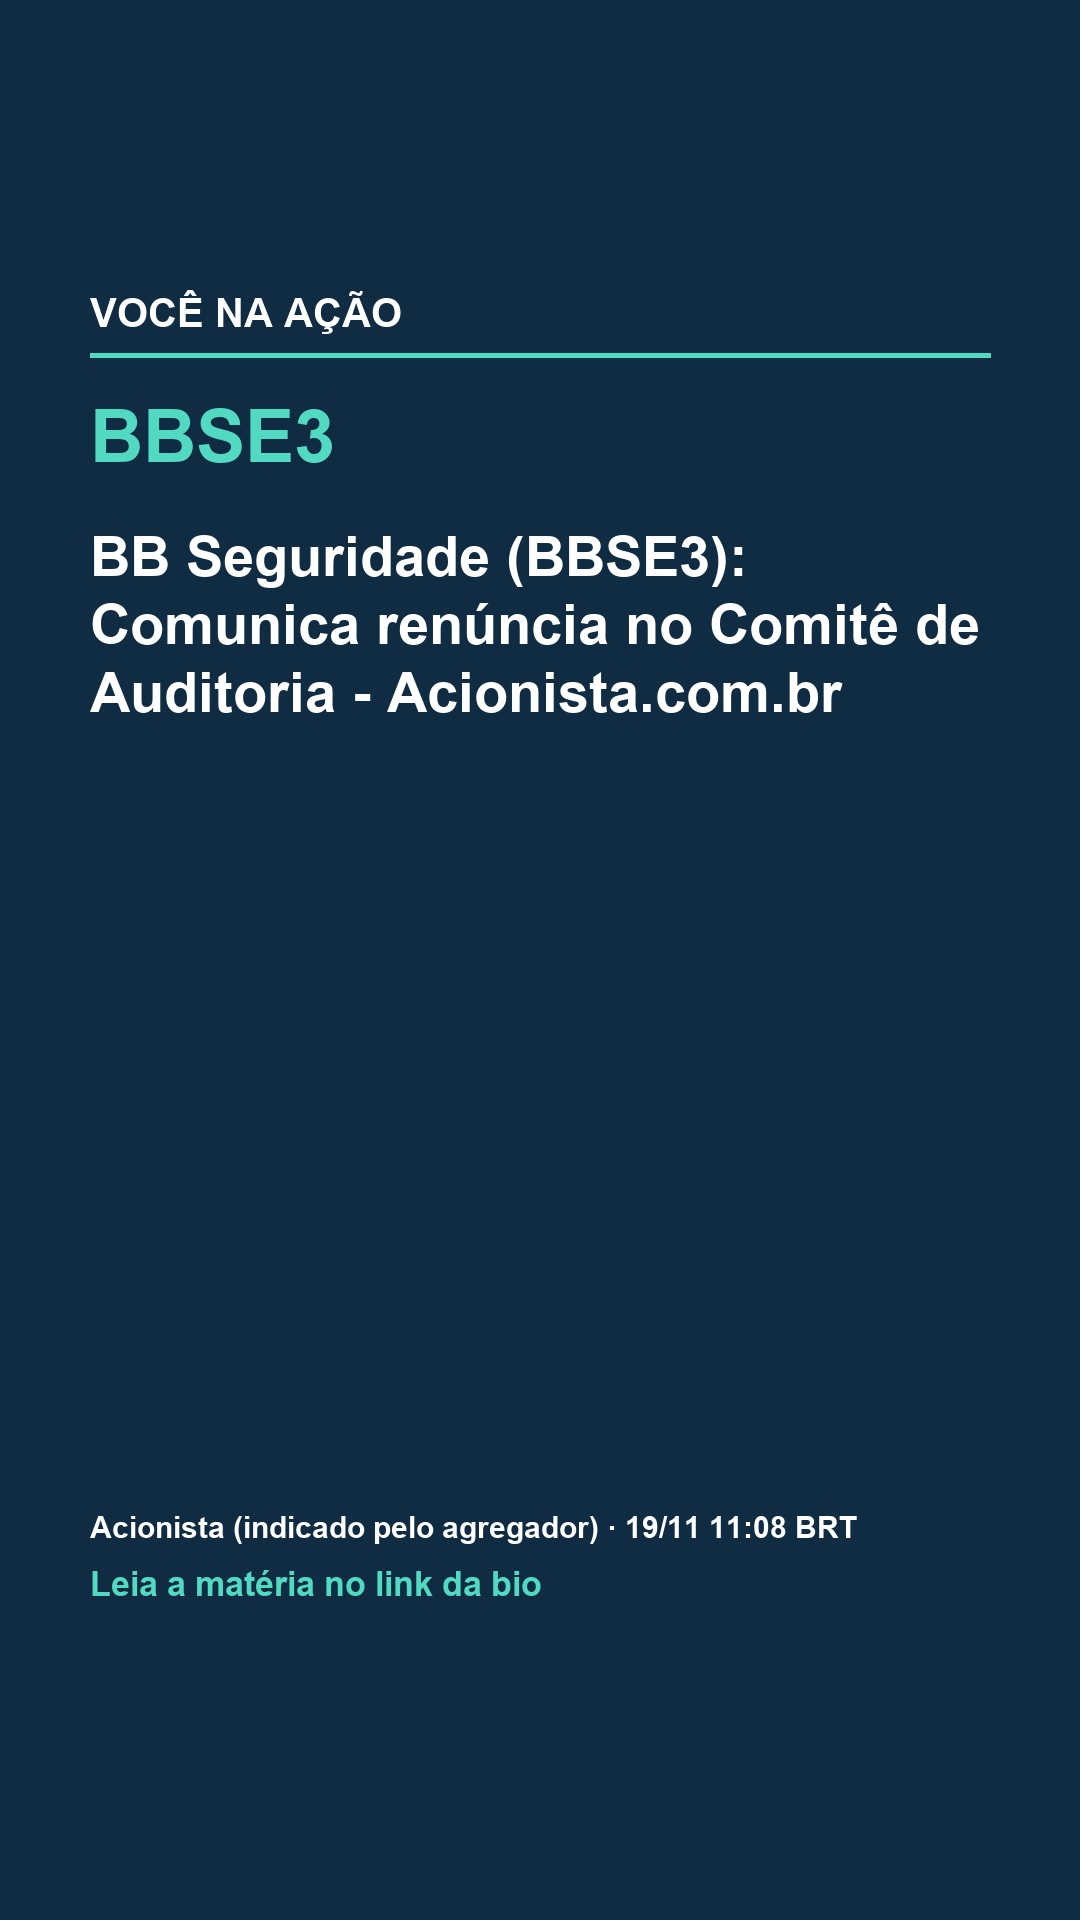 VOCÊ NA AÇÃO
BBSE3
BB Seguridade (BBSE3):
Comunica renúncia no Comitê de
Auditoria - Acionista.com.br
Acionista (indicado pelo agregador) · 19/11 11:08 BRT
Leia a matéria no link da bio